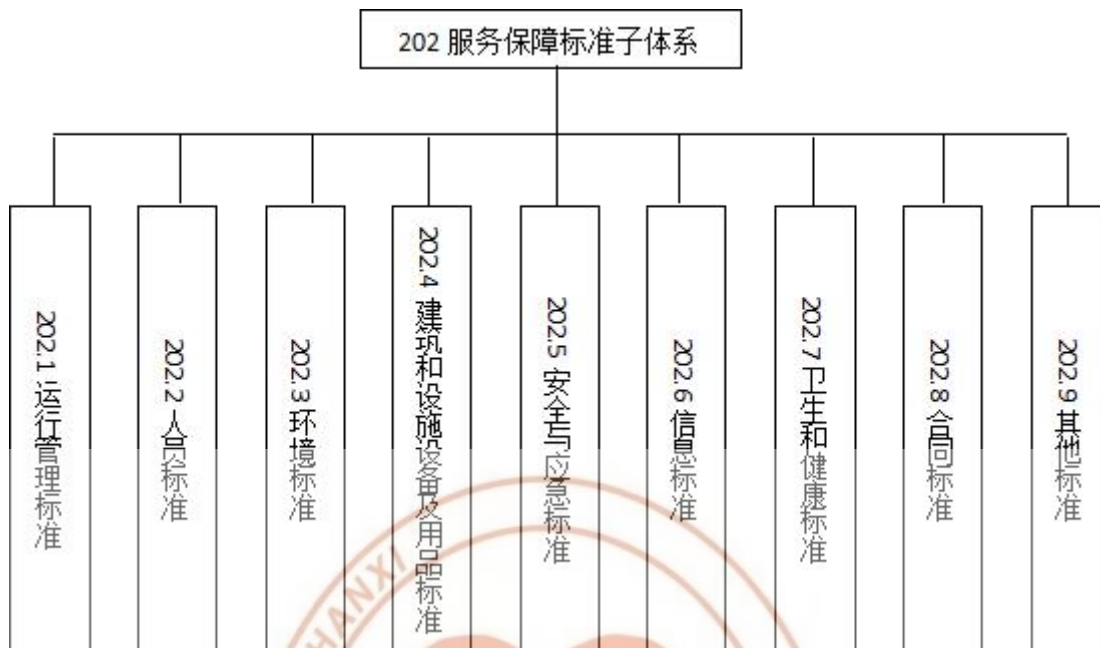 202 服务保障标准子体系
202.1 运行管理标准
202.2 人员标准
202.3 环境标准
202.4 建筑和设施设备及用品标准
202.5 安全与应急标准
202.6 信息标准
202.7 卫生和健康标准
202.8 合同标准
202.9 其他标准
HANXI